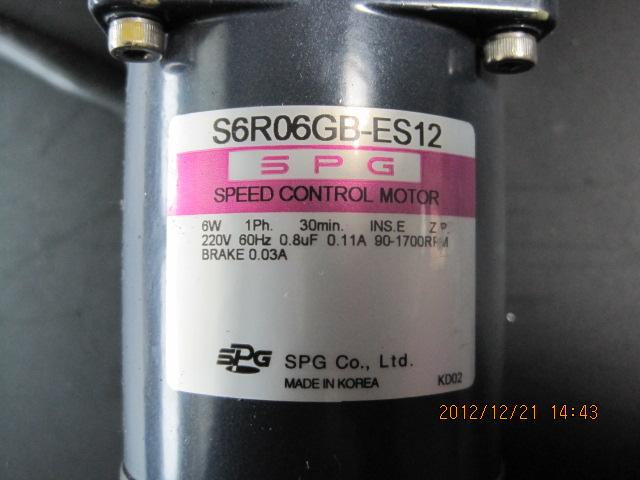 S6R06GB-ES12
SPG
SPEED CONTROL MOTOR
6W 1Ph. 30min. INS.E Z.P.
220V 60Hz 0.8uF 0.11A 90-1700RPM
BRAKE 0.03A
SPG SPG Co., Ltd.
MADE IN KOREA KD02
2012/12/21 14:43